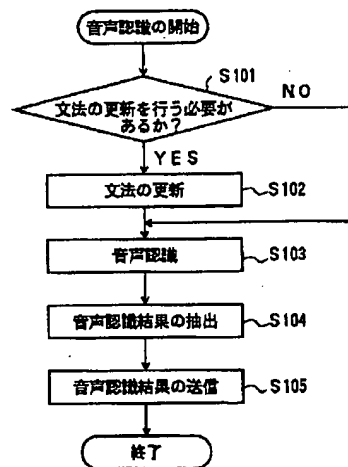 音声認識の開始
S101
文法の更新を行う必要が
あるか?
NO
YES
文法の更新
S102
音声認識
S103
音声認識結果の抽出
S104
音声認識結果の送信
S105
終了